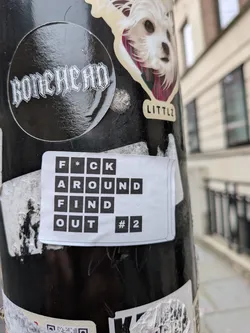 BONEHEAD
LITTLE
F*CK
AROUND
FIND
OUT #2